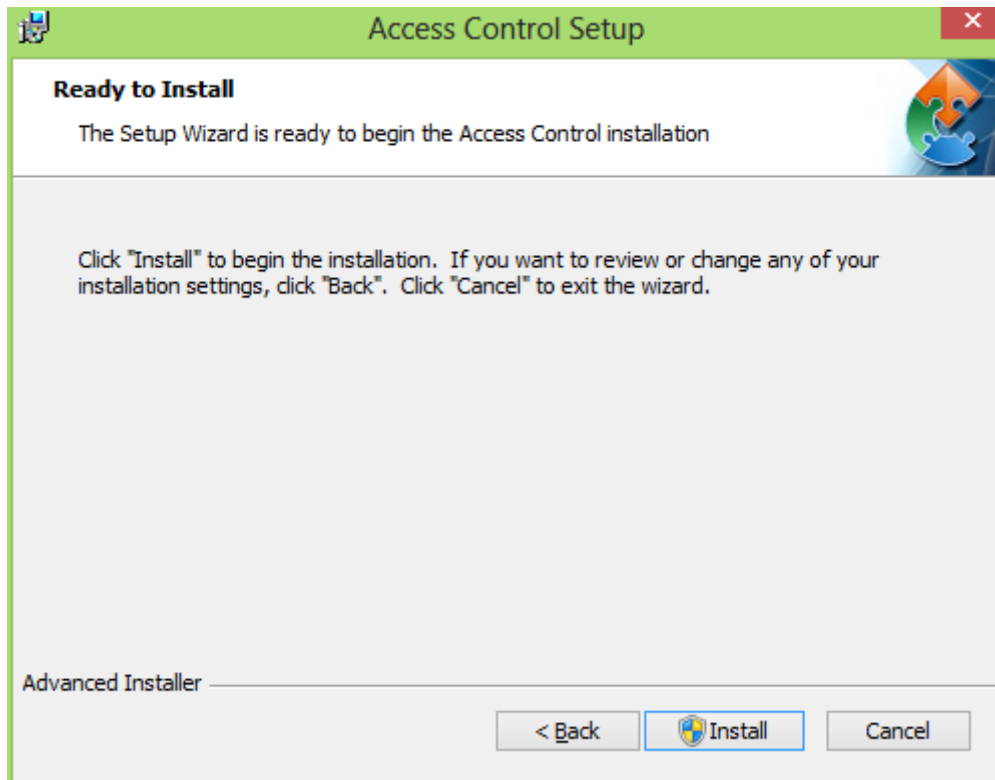 Access Control Setup
Ready to Install
The Setup Wizard is ready to begin the Access Control installation
Click "Install" to begin the installation.  If you want to review or change any of your
installation settings, click "Back".  Click "Cancel" to exit the wizard.
Advanced Installer
< Back Install Cancel